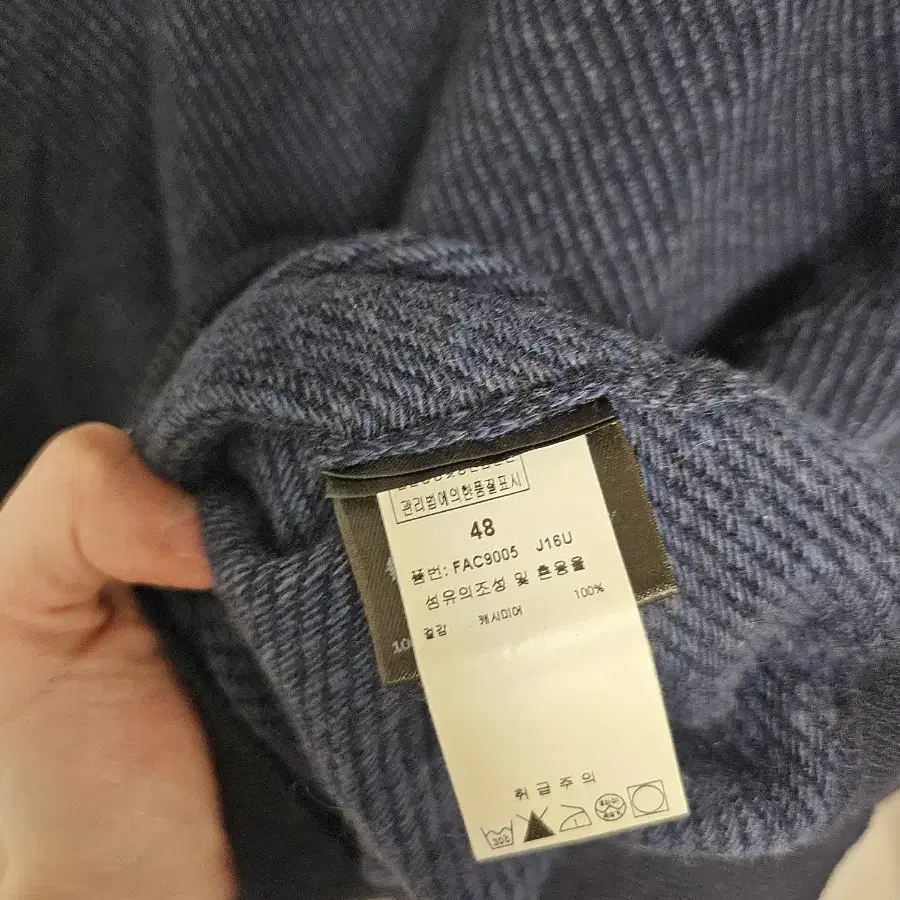 관리법에의한품질표시
48
품번: FAC9005 J16U
섬유의조성 및 혼용율
겉감 캐시미어 100%
취급주의
30℃